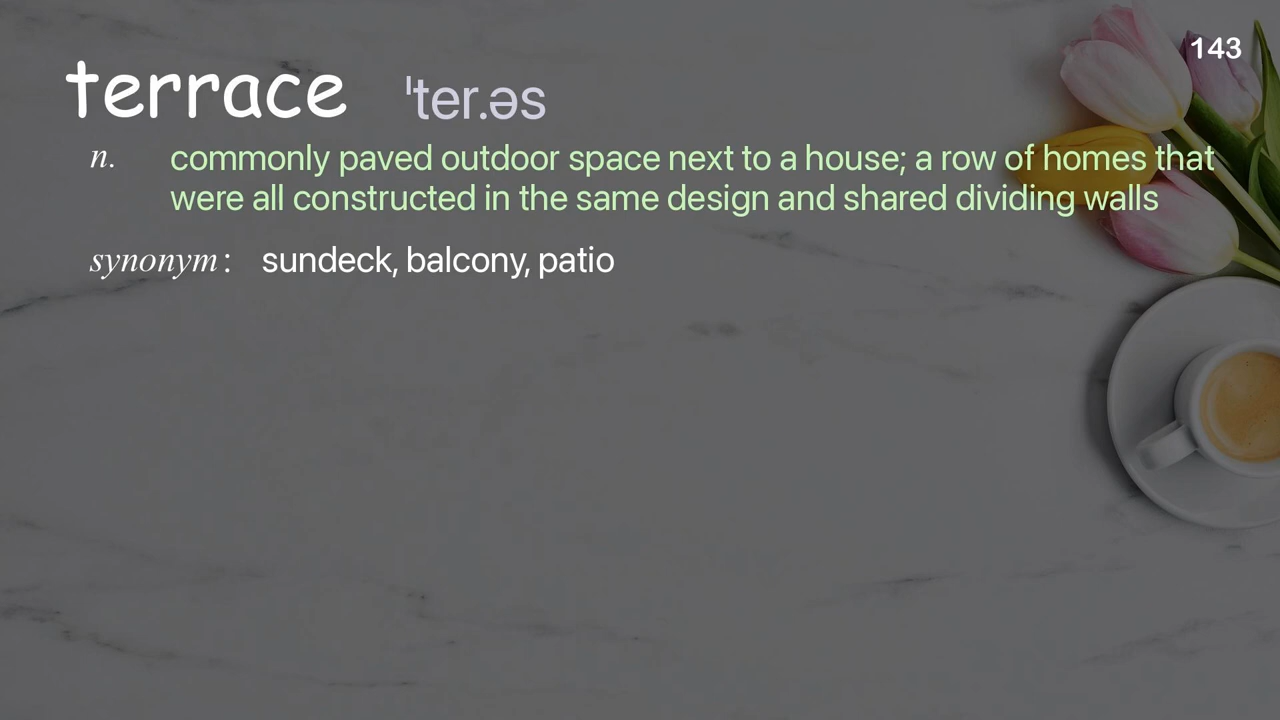 143
terrace ˈter.əs
n. commonly paved outdoor space next to a house; a row of homes that
were all constructed in the same design and shared dividing walls
synonym : sundeck, balcony, patio